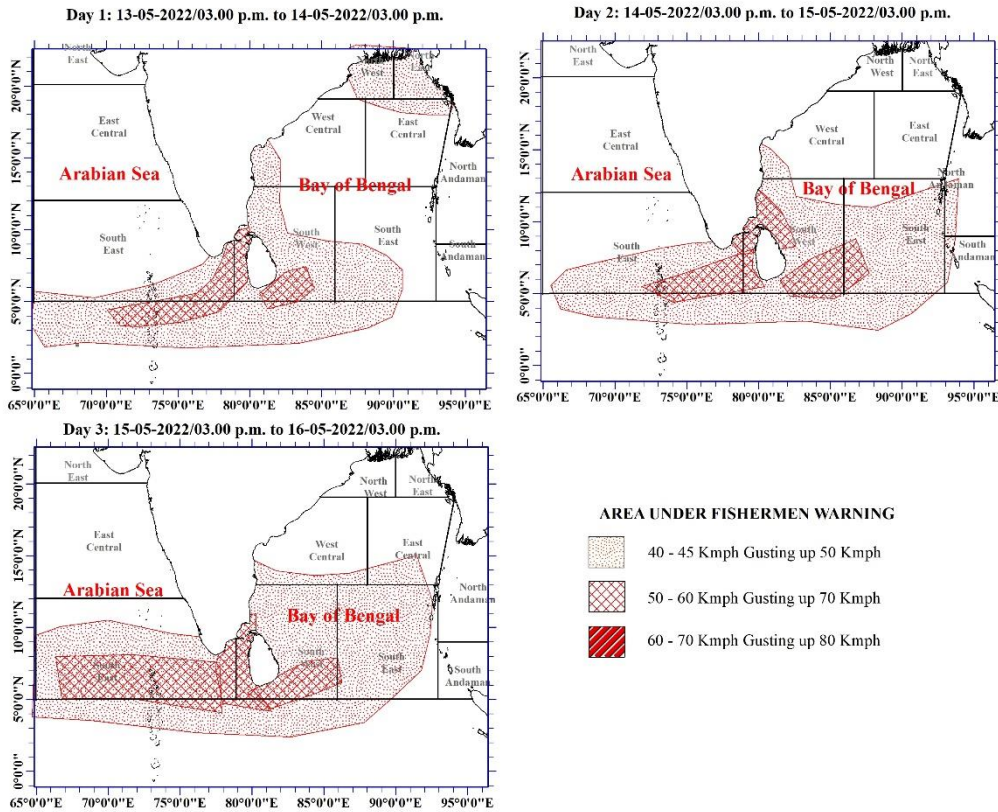 Day 1: 13-05-2022/03.00 p.m. to 14-05-2022/03.00 p.m.
North
East
North
West
North
20°0'0"N
East
Central
West
Central
East
Central
15°0'0"N
Arabian Sea
Bay of Bengal
North
Andaman
10°0'0"N
South
East
South
West
South
East
South
Andaman
5°0'0"N
0°0'0"
65°0'0"E 70°0'0"E 75°0'0"E 80°0'0"E 85°0'0"E 90°0'0"E 95°0'0"E
Day 2: 14-05-2022/03.00 p.m. to 15-05-2022/03.00 p.m.
North
East
North
West
North
East
20°0'0"N
East
Central
West
Central
East
Central
15°0'0"N
Arabian Sea
Bay of Bengal
North
Andaman
10°0'0"N
South
East
South
West
South
East
South
Andaman
5°0'0"N
0°0'0"
65°0'0"E 70°0'0"E 75°0'0"E 80°0'0"E 85°0'0"E 90°0'0"E 95°0'0"E
Day 3: 15-05-2022/03.00 p.m. to 16-05-2022/03.00 p.m.
North
East
North
West
North
East
20°0'0"N
East
Central
West
Central
East
Central
15°0'0"N
Arabian Sea
Bay of Bengal
North
Andaman
10°0'0"N
South
East
South
West
South
East
South
Andaman
5°0'0"N
0°0'0"
65°0'0"E 70°0'0"E 75°0'0"E 80°0'0"E 85°0'0"E 90°0'0"E 95°0'0"E
AREA UNDER FISHERMEN WARNING
40 - 45 Kmph Gusting up 50 Kmph
50 - 60 Kmph Gusting up 70 Kmph
60 - 70 Kmph Gusting up 80 Kmph